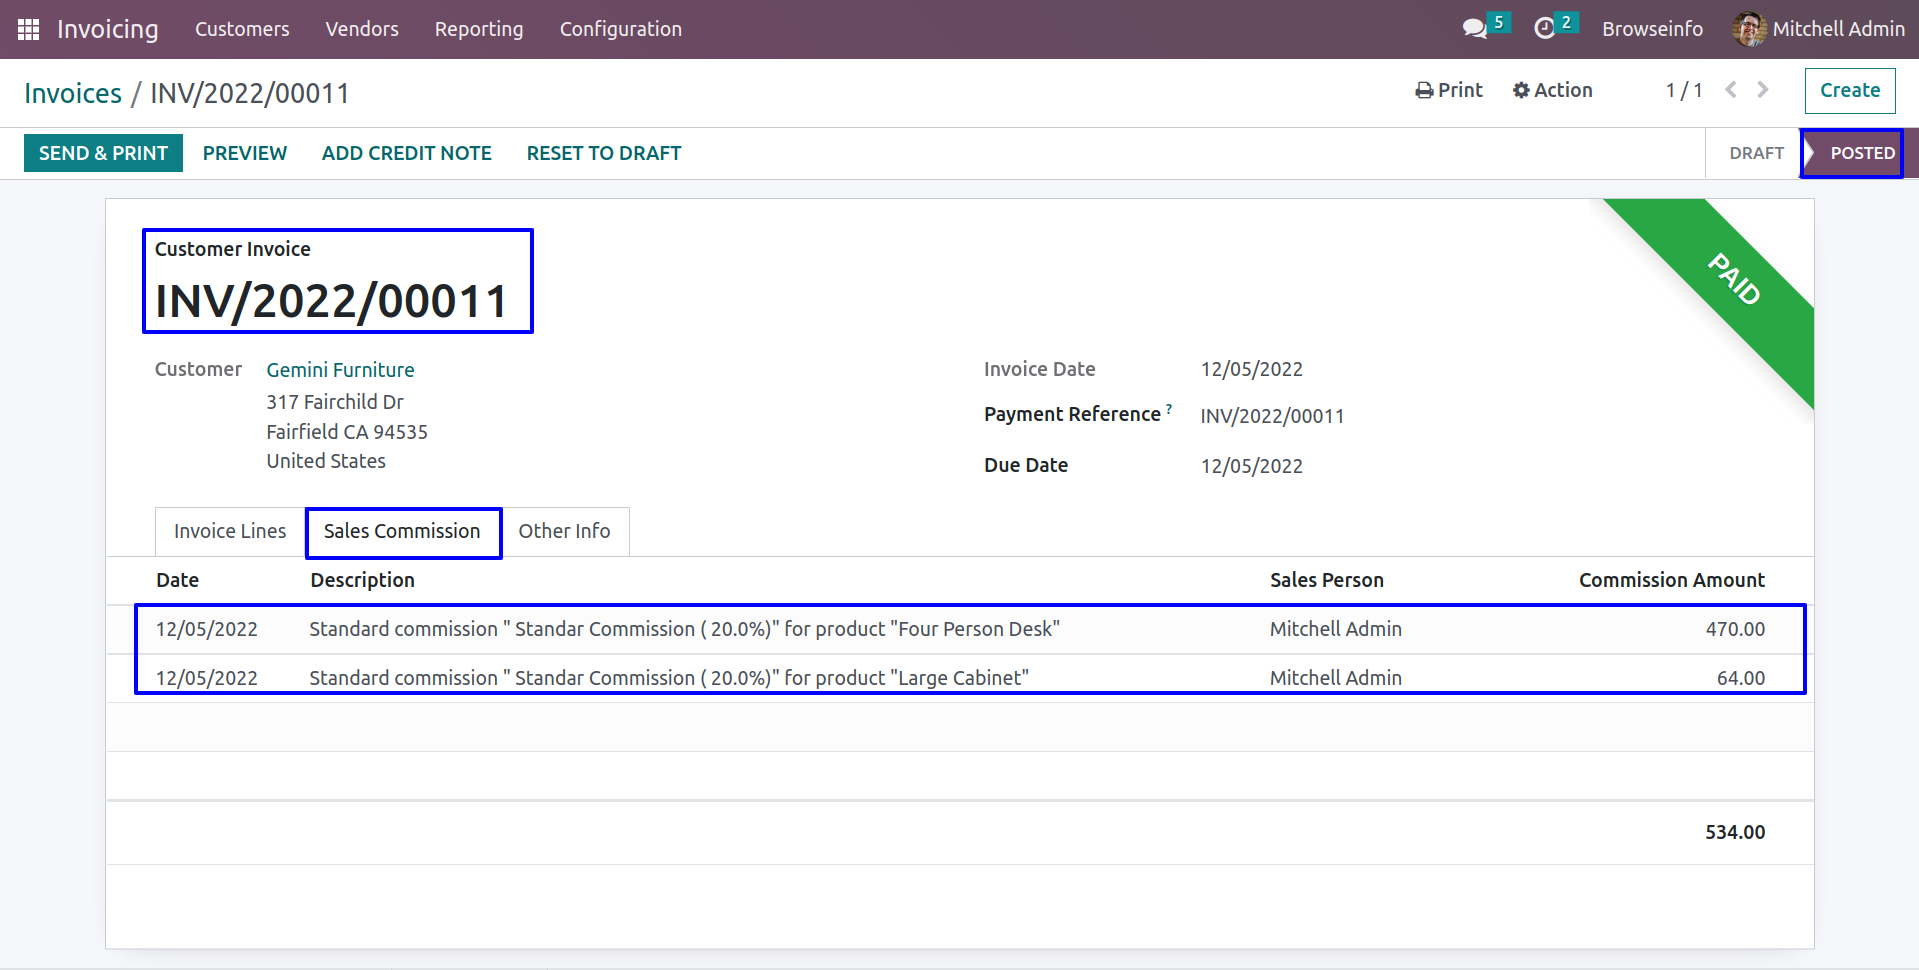 Invoicing Customers Vendors Reporting Configuration 5 2 Browseinfo Mitchell Admin
Invoices / INV/2022/00011 Print Action 1 / 1 Create
SEND & PRINT PREVIEW ADD CREDIT NOTE RESET TO DRAFT DRAFT POSTED
PAID
Customer Invoice
INV/2022/00011
Customer Gemini Furniture Invoice Date 12/05/2022
317 Fairchild Dr
Payment Reference ? INV/2022/00011
Fairfield CA 94535
United States Due Date 12/05/2022
Invoice Lines Sales Commission Other Info
Date Description Sales Person Commission Amount
12/05/2022 Standard commission " Standar Commission ( 20.0%)" for product "Four Person Desk" Mitchell Admin 470.00
12/05/2022 Standard commission " Standar Commission ( 20.0%)" for product "Large Cabinet" Mitchell Admin 64.00
534.00